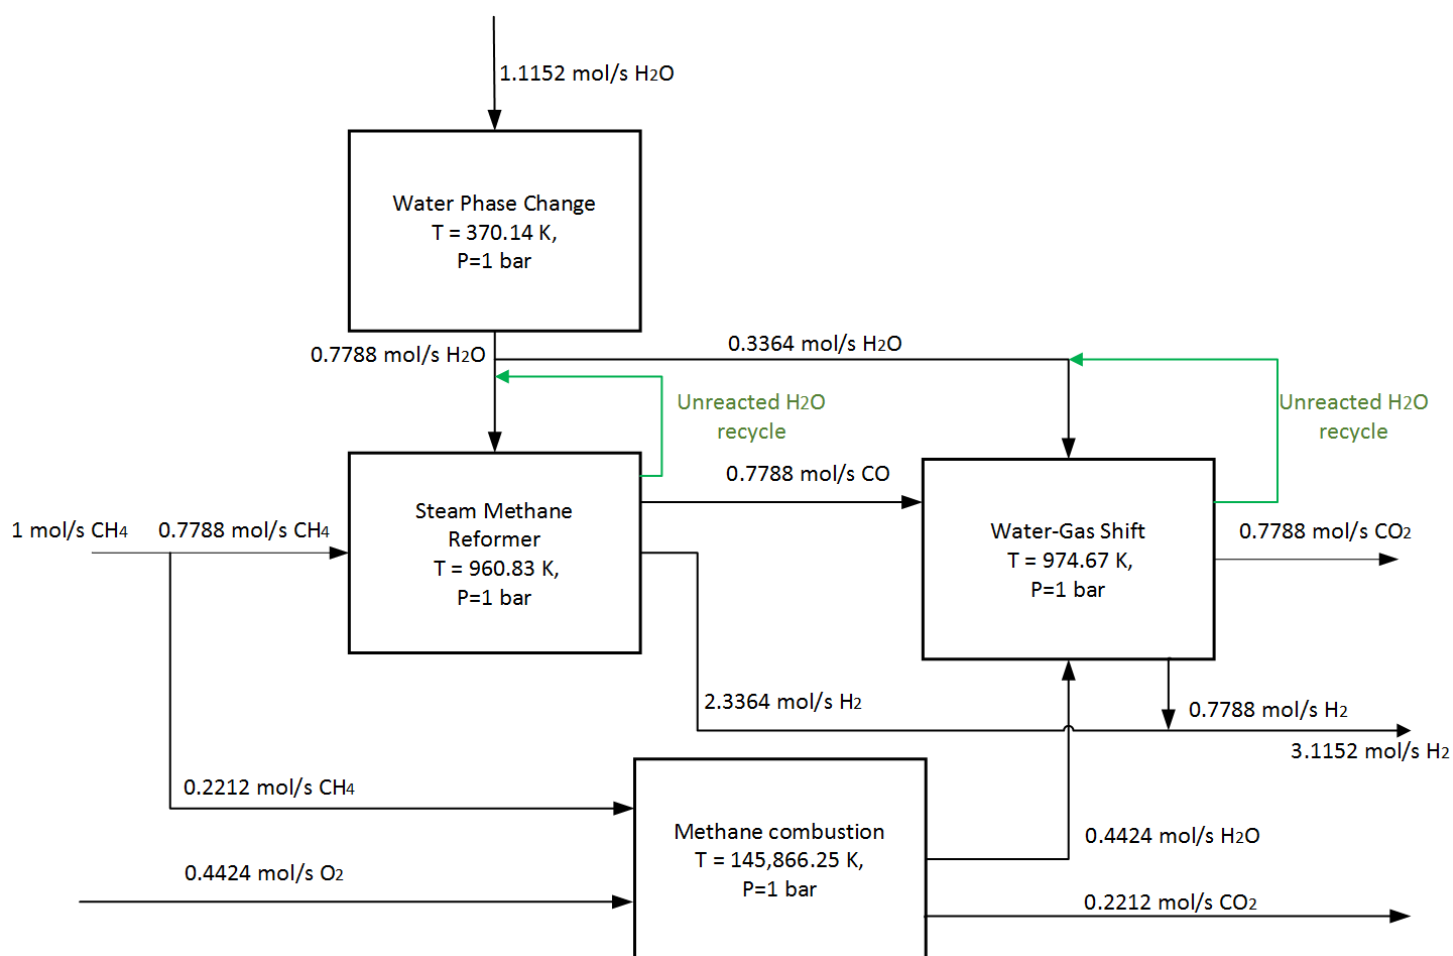 1.1152 mol/s H2O
Water Phase Change
T = 370.14 K,
P=1 bar
0.7788 mol/s H2O
0.3364 mol/s H2O
Unreacted H2O
recycle
Unreacted H2O
recycle
0.7788 mol/s CO
Steam Methane
Reformer
T = 960.83 K,
P=1 bar
1 mol/s CH4
0.7788 mol/s CH4
Water-Gas Shift
T = 974.67 K,
P=1 bar
0.7788 mol/s CO2
2.3364 mol/s H2
0.7788 mol/s H2
3.1152 mol/s H2
0.2212 mol/s CH4
Methane combustion
T = 145,866.25 K,
P=1 bar
0.4424 mol/s H2O
0.4424 mol/s O2
0.2212 mol/s CO2